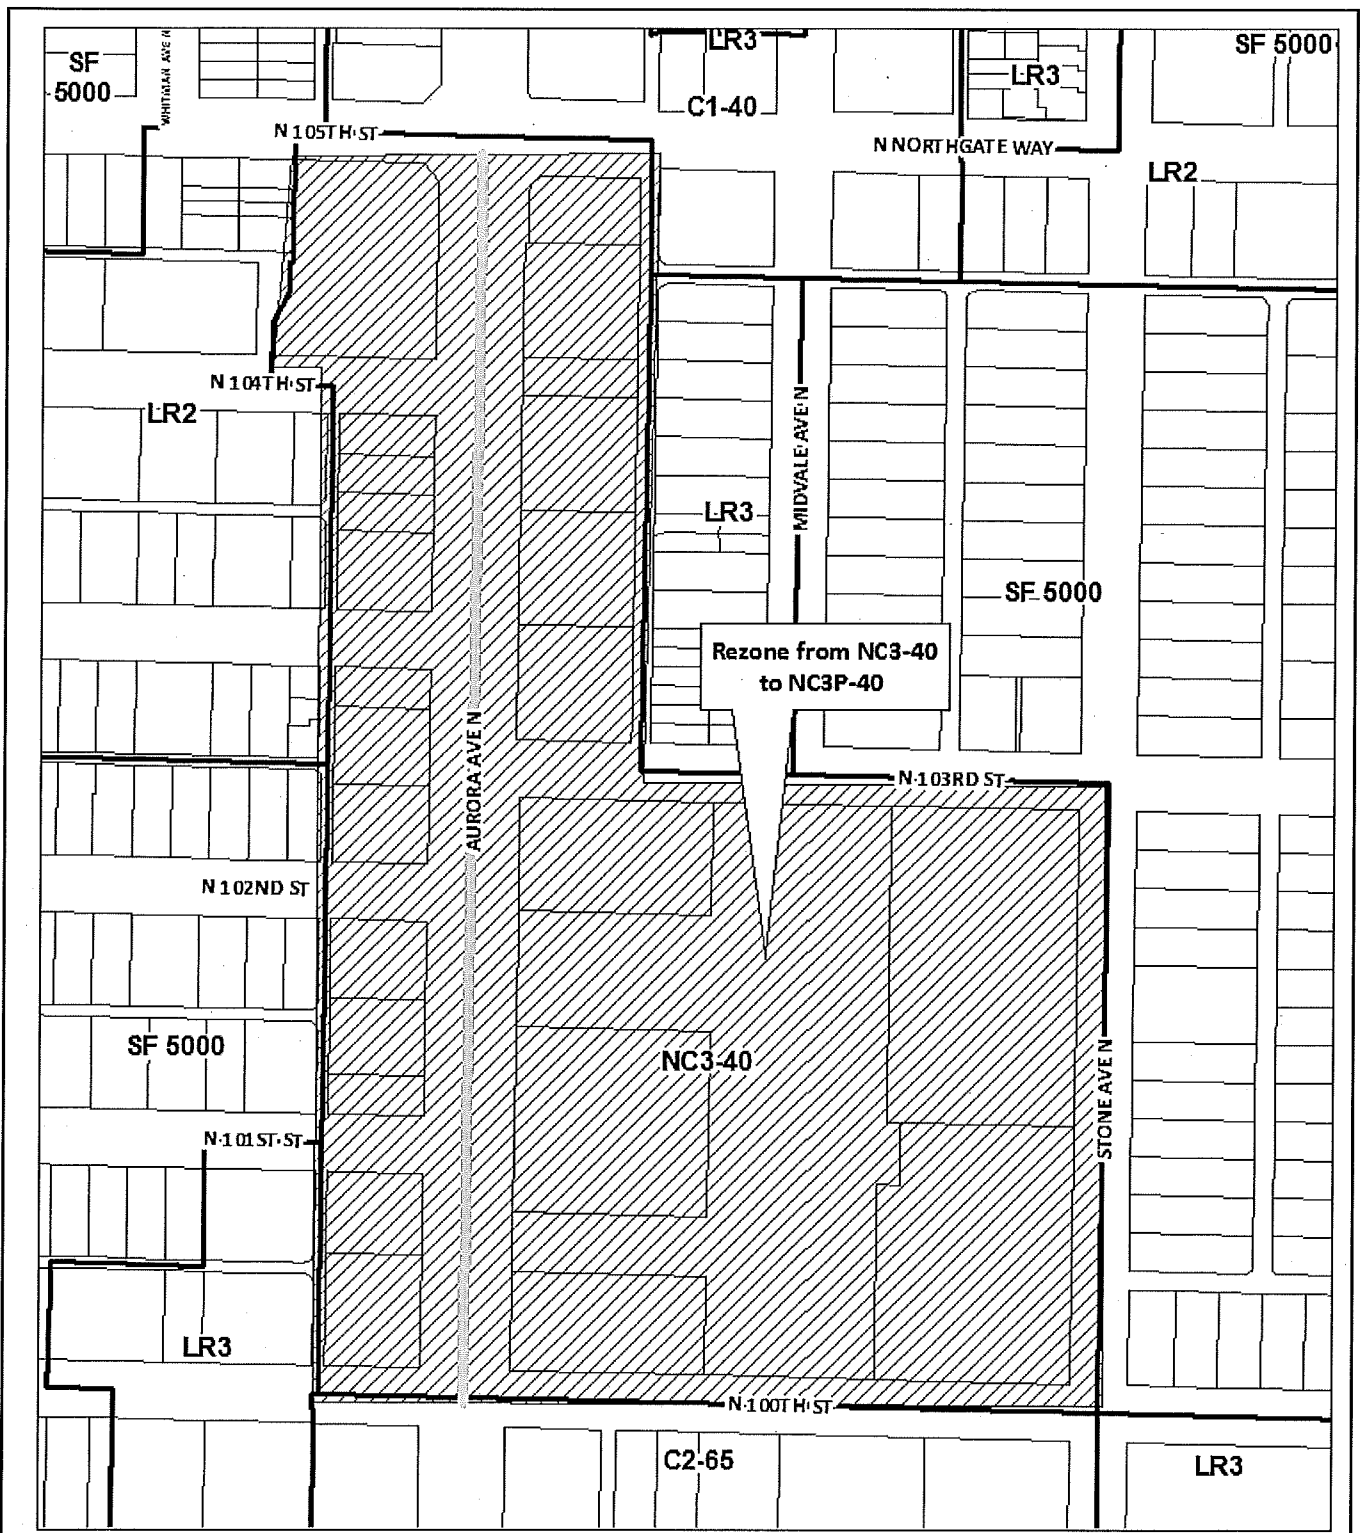 SF
5000
WHITMAN AVE N
LR3
C1-40
LR3
SF 5000
N 105TH ST
N NORTHGATE WAY
LR2
N 104TH ST
LR2
MIDVALE AVE N
LR3
SF 5000
Rezone from NC3-40
to NC3P-40
AURORA AVE N
N 103RD ST
N 102ND ST
SF 5000
NC3-40
STONE AVE N
N 101ST ST
LR3
N 100TH ST
C2-65
LR3